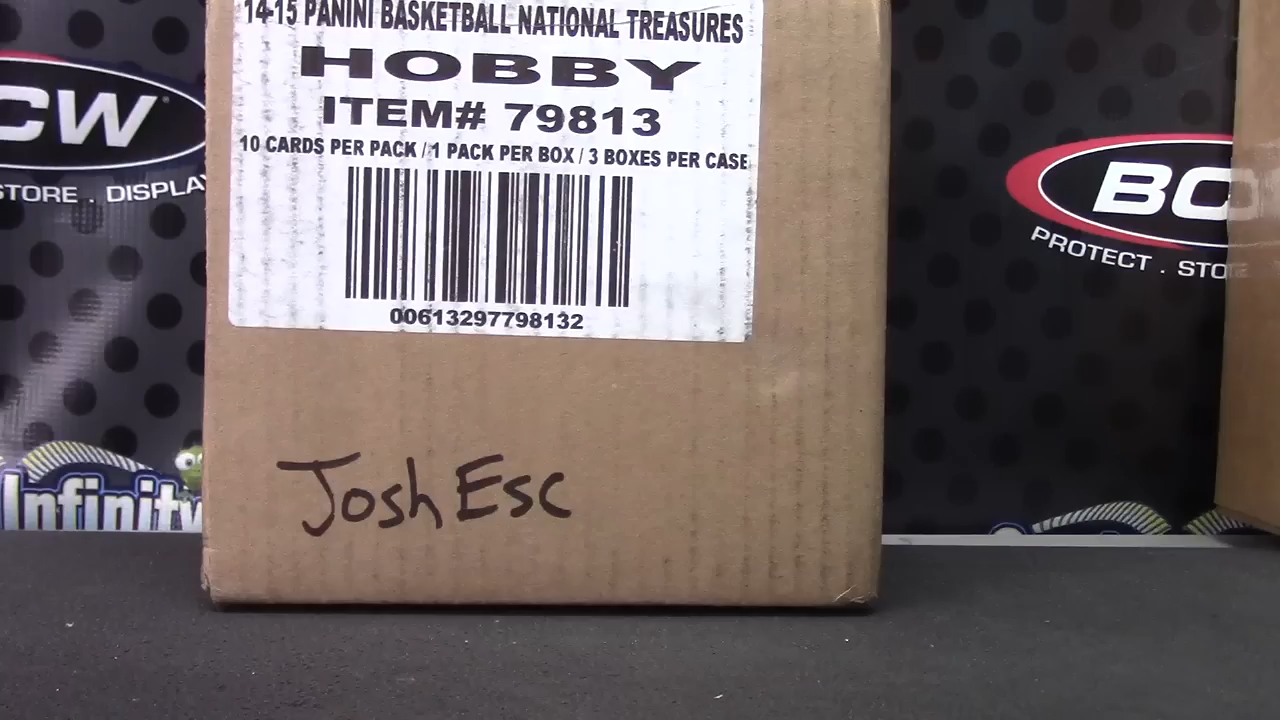 14-15 PANINI BASKETBALL NATIONAL TREASURES
HOBBY
ITEM# 79813
10 CARDS PER PACK / 1 PACK PER BOX / 3 BOXES PER CASE
00613297798132
Josh Esc
CW
STORE . DISPLAY
BC
PROTECT . STO
Infinity